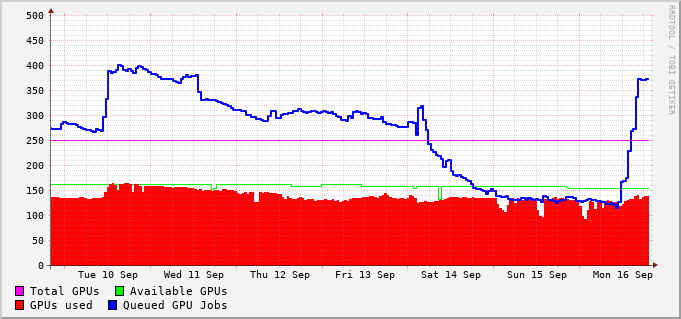 500
450
400
350
300
250
200
150
100
50
0
Tue 10 Sep Wed 11 Sep Thu 12 Sep Fri 13 Sep Sat 14 Sep Sun 15 Sep Mon 16 Sep
Total GPUs Available GPUs
GPUs used Queued GPU Jobs
RRDTOOL / TOBI OETIKER